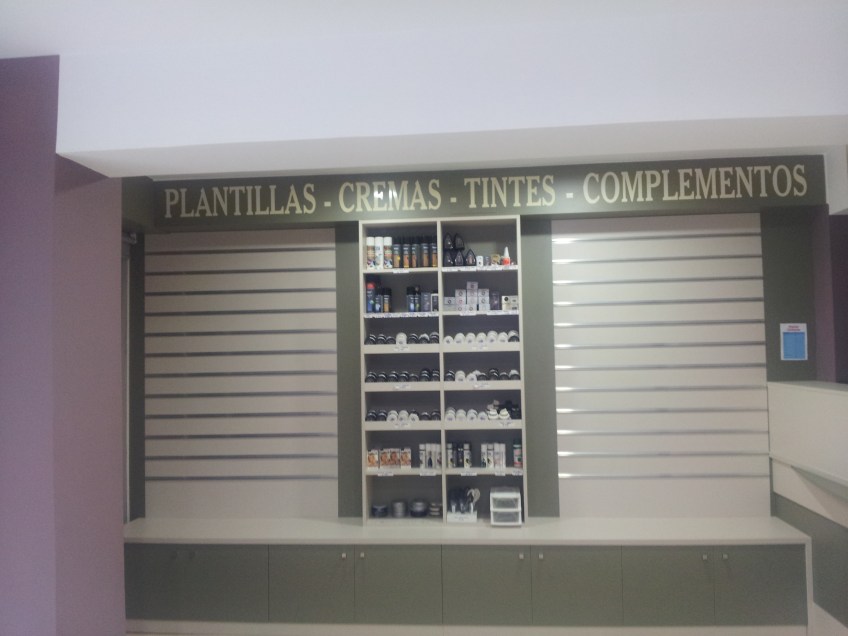 PLANTILLAS - CREMAS - TINTES - COMPLEMENTOS